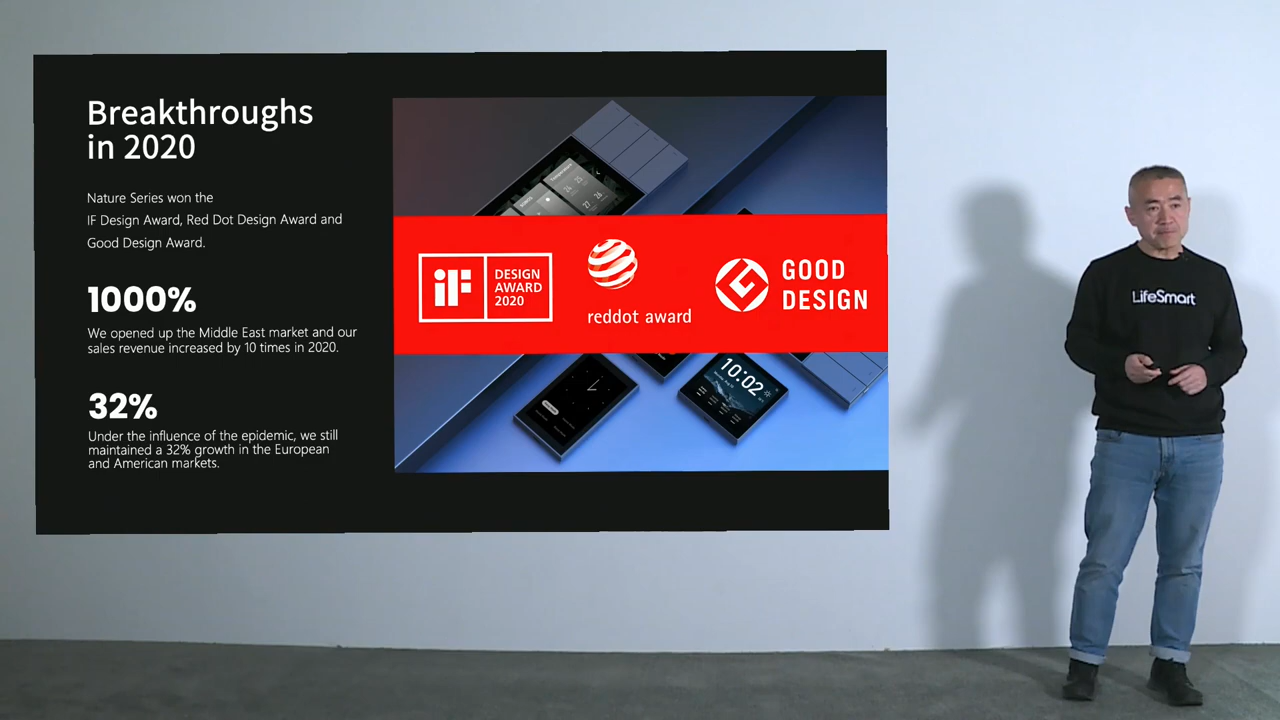 Breakthroughs
in 2020
Nature Series won the
IF Design Award, Red Dot Design Award and
Good Design Award.
1000%
We opened up the Middle East market and our
sales revenue increased by 10 times in 2020.
32%
Under the influence of the epidemic, we still
maintained a 32% growth in the European
and American markets.
iF
DESIGN
AWARD
2020
reddot award
GOOD
DESIGN
10:02
LifeSmart